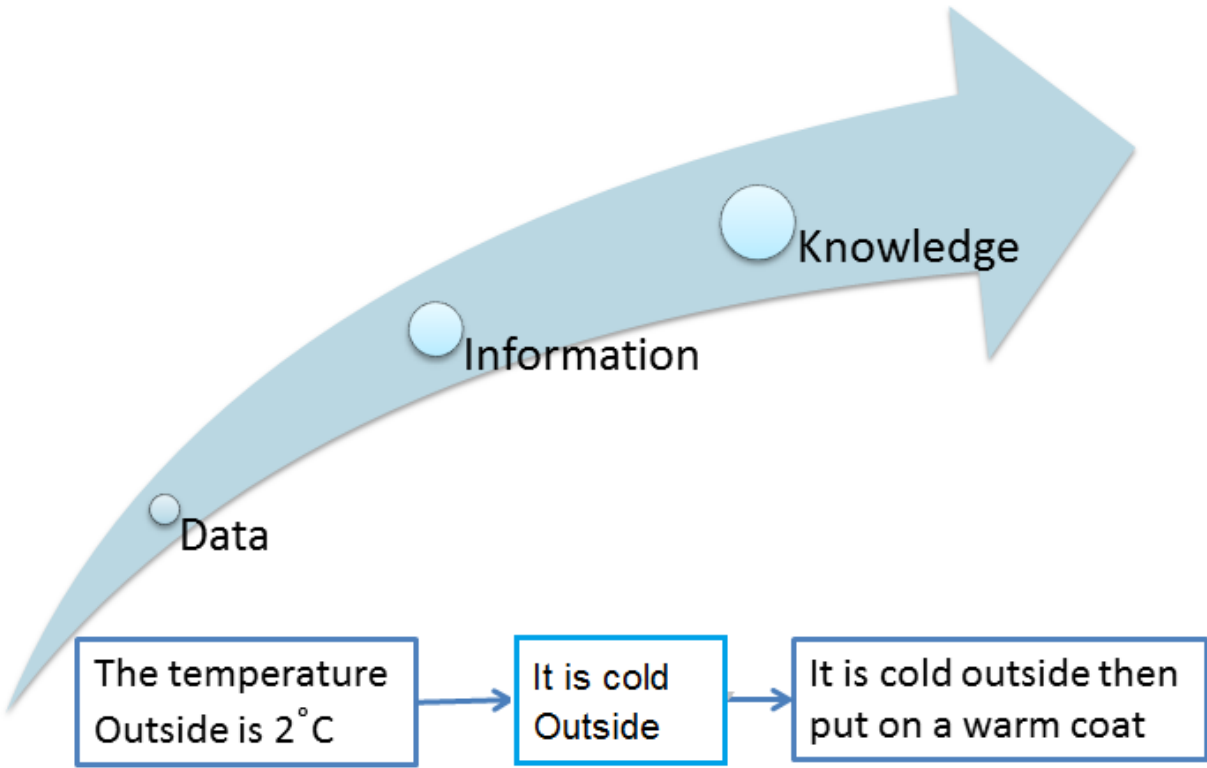 Knowledge
Information
Data
The temperature
Outside is 2°C
It is cold
Outside
It is cold outside then
put on a warm coat